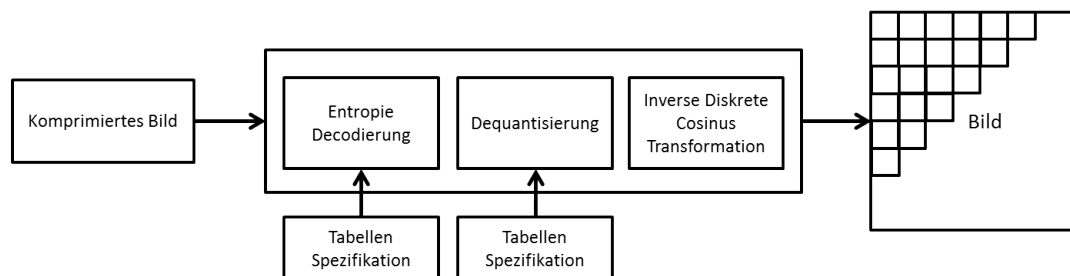 Komprimiertes Bild
Entropie
Decodierung
Dequantisierung
Inverse Diskrete
Cosinus
Transformation
Bild
Tabellen
Spezifikation
Tabellen
Spezifikation